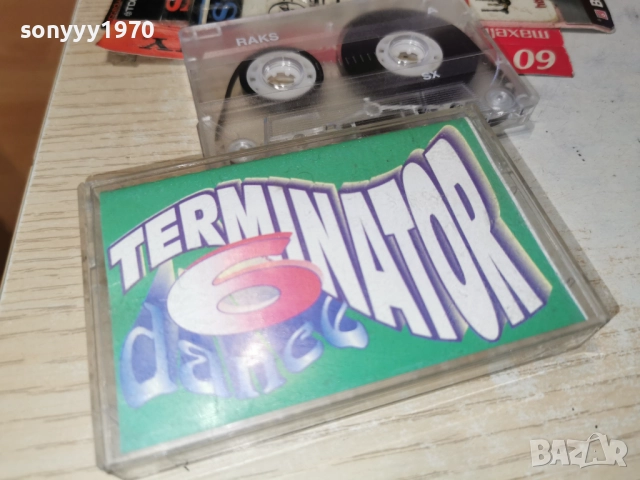 sonyyy1970
RAKS
SX
maxell
60
TERMINATOR
6
dance
BAZAR